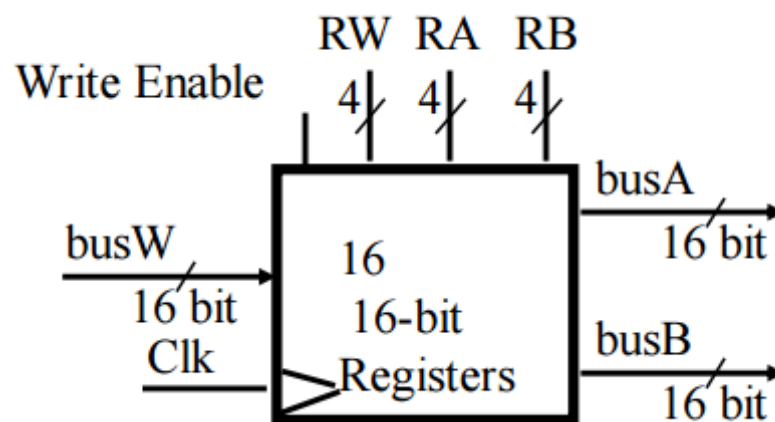 RW RA RB
Write Enable
4 4 4
busA
busW
16 bit
16
16 bit
16-bit
Clk
busB
Registers
16 bit